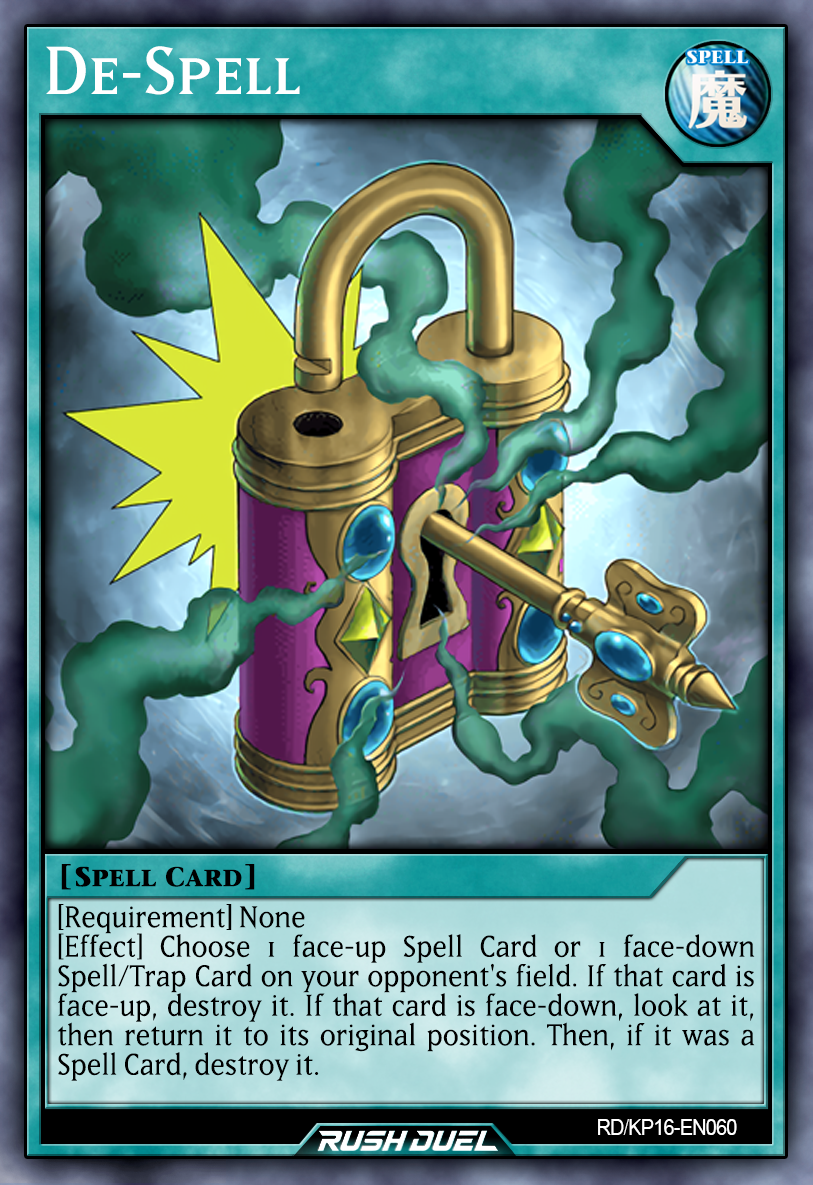 De-Spell
SPELL
魔
[Spell Card]
[Requirement] None
[Effect] Choose 1 face-up Spell Card or 1 face-down
Spell/Trap Card on your opponent's field. If that card is
face-up, destroy it. If that card is face-down, look at it,
then return it to its original position. Then, if it was a
Spell Card, destroy it.
RD/KP16-EN060
RUSH DUEL